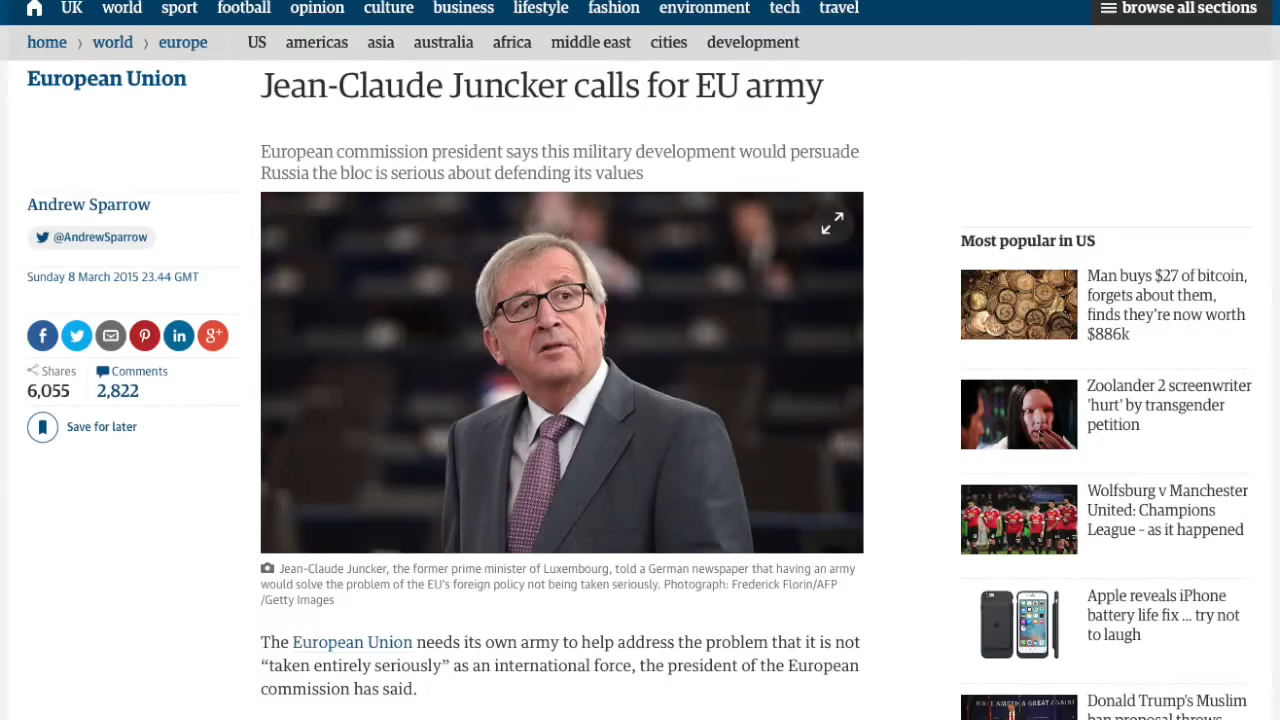 UK world sport football opinion culture business lifestyle fashion environment tech travel browse all sections
home › world › europe US americas asia australia africa middle east cities development
European Union
Jean-Claude Juncker calls for EU army
European commission president says this military development would persuade
Russia the bloc is serious about defending its values
Andrew Sparrow
@AndrewSparrow
Sunday 8 March 2015 23.44 GMT
Shares Comments
6,055 2,822
Save for later
Jean-Claude Juncker, the former prime minister of Luxembourg, told a German newspaper that having an army
would solve the problem of the EU's foreign policy not being taken seriously. Photograph: Frederick Florin/AFP
/Getty Images
The European Union needs its own army to help address the problem that it is not
“taken entirely seriously” as an international force, the president of the European
commission has said.
Most popular in US
Man buys $27 of bitcoin,
forgets about them,
finds they're now worth
$886k
Zoolander 2 screenwriter
'hurt' by transgender
petition
Wolfsburg v Manchester
United: Champions
League – as it happened
Apple reveals iPhone
battery life fix ... try not
to laugh
Donald Trump's Muslim
ban proposal throws